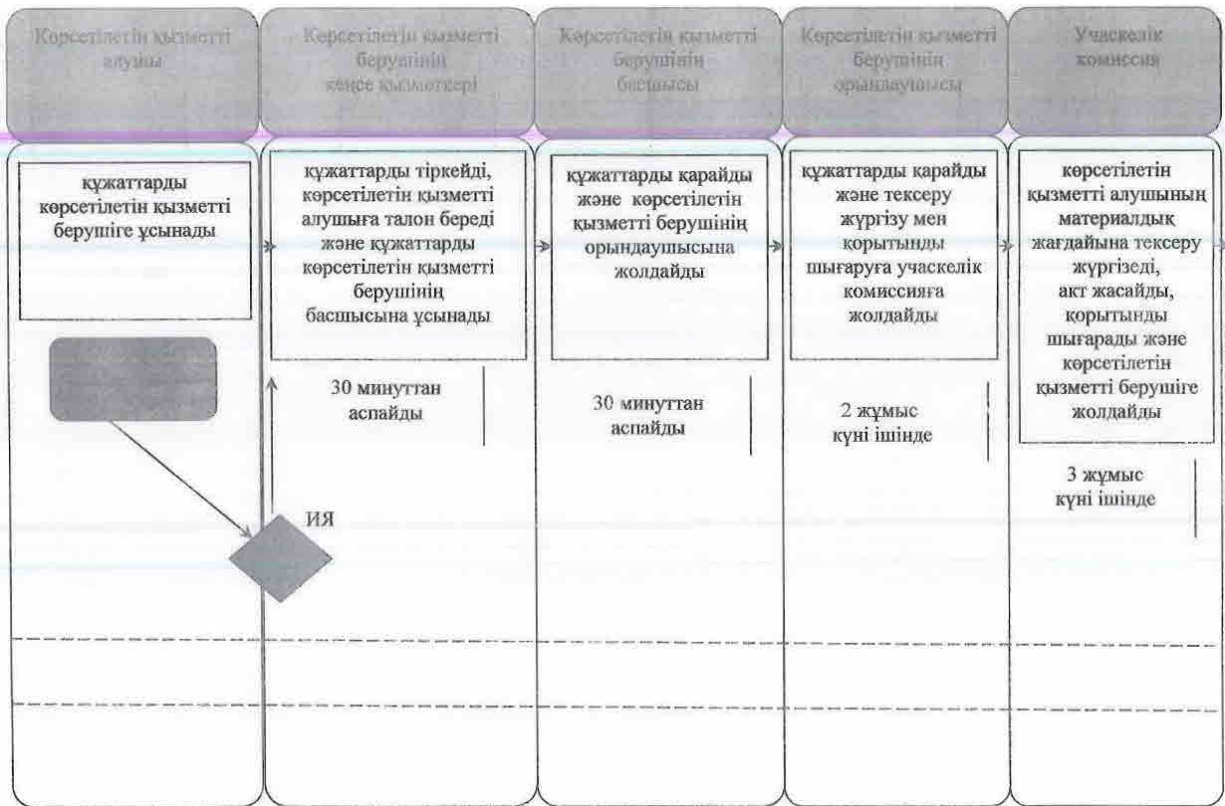 Көрсетілетін қызметті
алушы
Көрсетілетін қызметті
берушінің
кеңсе қызметкері
Көрсетілетін қызметті
берушінің
басшысы
Көрсетілетін қызметті
берушінің
орындаушысы
Учаскелік
комиссия
құжаттарды
көрсетілетін қызметті
берушіге ұсынады
құжаттарды тіркейді,
көрсетілетін қызметті
алушыға талон береді
және құжаттарды
көрсетілетін қызметті
берушінің
басшысына ұсынады
құжаттарды қарайды
және көрсетілетін
қызметті берушінің
орындаушысына
жолдайды
құжаттарды қарайды
және тексеру
жүргізу мен
қорытынды
шығаруға учаскелік
комиссияға
жолдайды
көрсетілетін
қызметті алушының
материалдық
жағдайына тексеру
жүргізеді,
акт жасайды,
қорытынды
шығарады және
көрсетілетін
қызметті берушіге
жолдайды
30 минуттан
аспайды
30 минуттан
аспайды
2 жұмыс
күні ішінде
3 жұмыс
күні ішінде
ИЯ